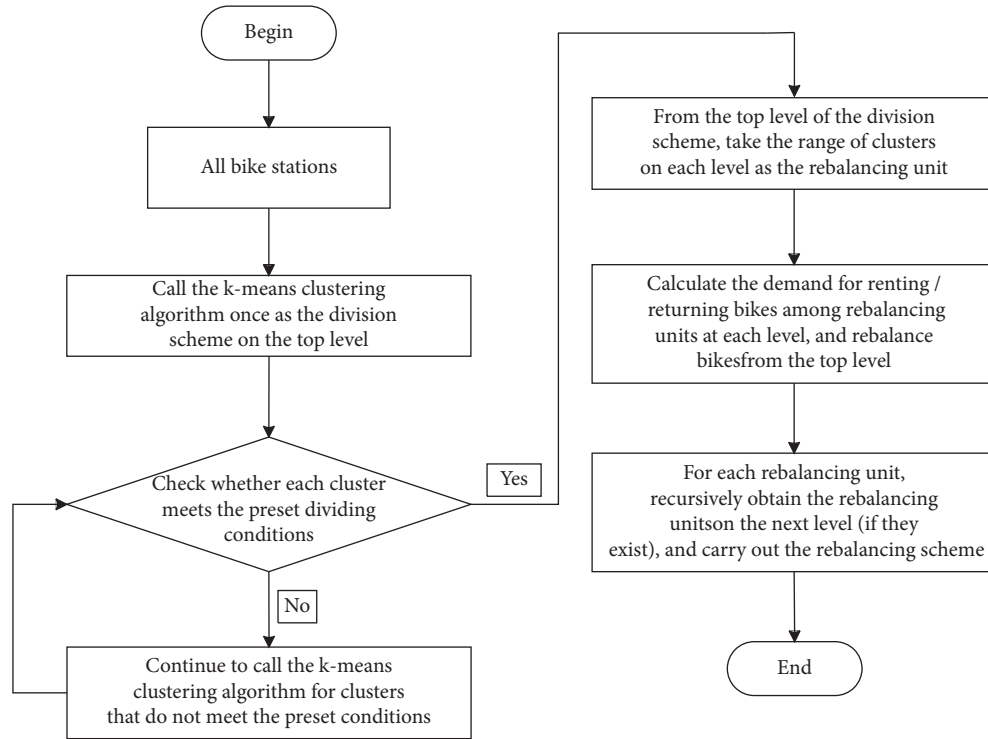 Begin
All bike stations
Call the k-means clustering
algorithm once as the division
scheme on the top level
Check whether each cluster
meets the preset dividing
conditions
Yes
No
Continue to call the k-means
clustering algorithm for clusters
that do not meet the preset conditions
From the top level of the division
scheme, take the range of clusters
on each level as the rebalancing unit
Calculate the demand for renting /
returning bikes among rebalancing
units at each level, and rebalance
bikesfrom the top level
For each rebalancing unit,
recursively obtain the rebalancing
unitson the next level (if they
exist), and carry out the rebalancing scheme
End